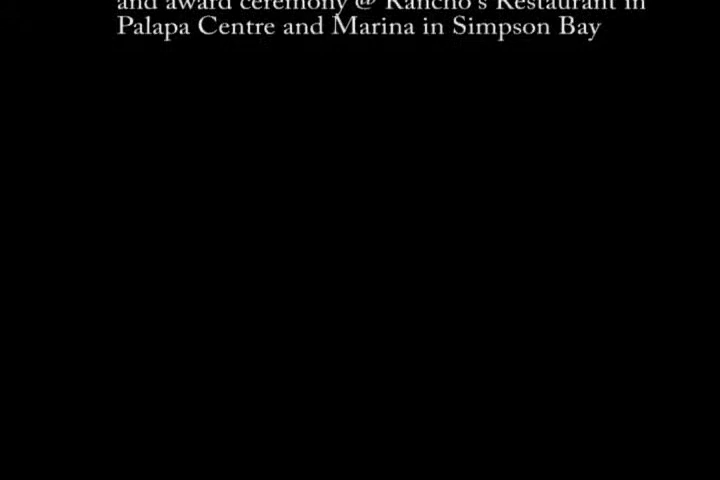 and award ceremony @ Rancho's Restaurant in
Palapa Centre and Marina in Simpson Bay